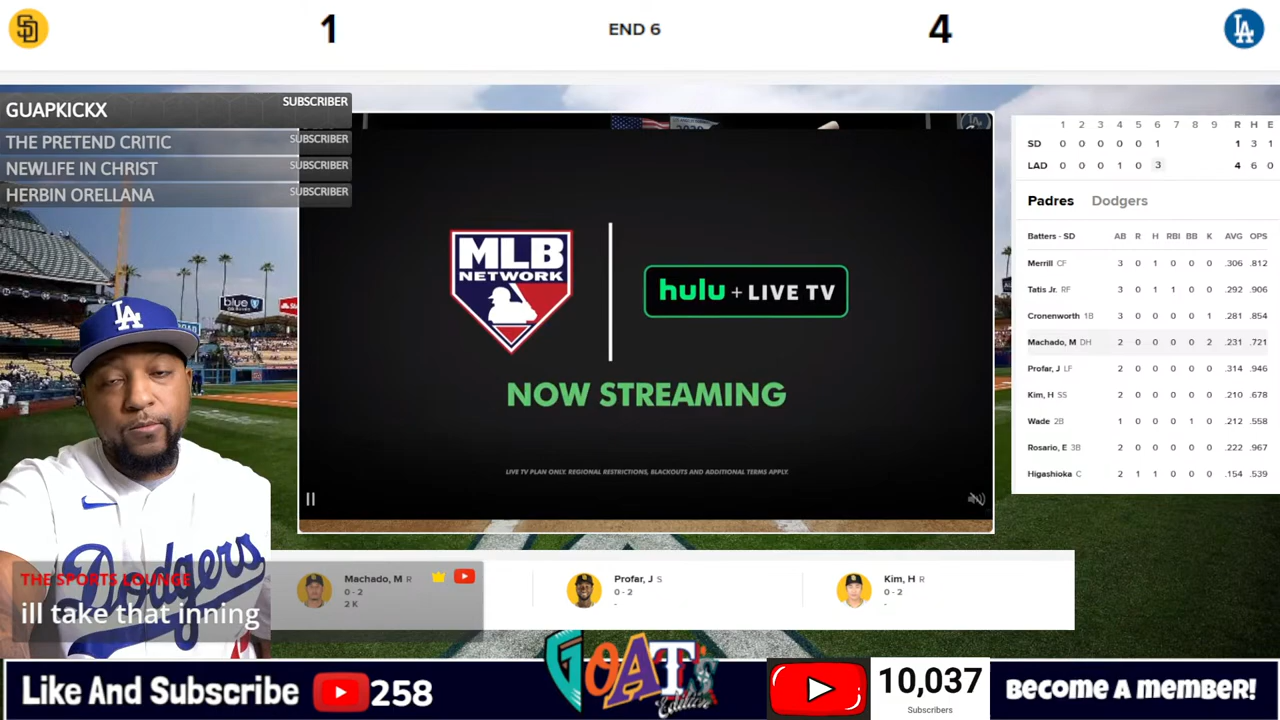 SD
1
END 6
4
LA
GUAPKICKX SUBSCRIBER
THE PRETEND CRITIC SUBSCRIBER
NEWLIFE IN CHRIST SUBSCRIBER
HERBIN ORELLANA SUBSCRIBER
MLB
NETWORK
hulu + LIVE TV
NOW STREAMING
LIVE TV PLAN ONLY. REGIONAL RESTRICTIONS, BLACKOUTS AND ADDITIONAL TERMS APPLY.
1 2 3 4 5 6 7 8 9 R H E
SD 0 0 0 0 0 1 1 3 1
LAD 0 0 0 1 0 3 4 6 0
Padres Dodgers
Batters - SD AB R H RBI BB K AVG OPS
Merrill CF 3 0 1 0 0 0 .306 .812
Tatis Jr. RF 3 0 1 1 0 0 .292 .906
Cronenworth 1B 3 0 0 0 0 1 .281 .854
Machado, M DH 2 0 0 0 0 2 .231 .721
Profar, J LF 2 0 0 0 0 0 .314 .946
Kim, H SS 2 0 0 0 0 0 .210 .678
Wade 2B 1 0 0 0 1 0 .212 .558
Rosario, E 3B 2 0 0 0 0 0 .222 .967
Higashioka C 2 1 1 0 0 0 .154 .539
blue
LA
Dodgers
THE SPORTS LOUNGE
ill take that inning
Machado, M R
0 - 2
2 K
Profar, J S
0 - 2
-
Kim, H R
0 - 2
-
Like And Subscribe
258
GOAT'S
Edition
10,037
Subscribers
BECOME A MEMBER!